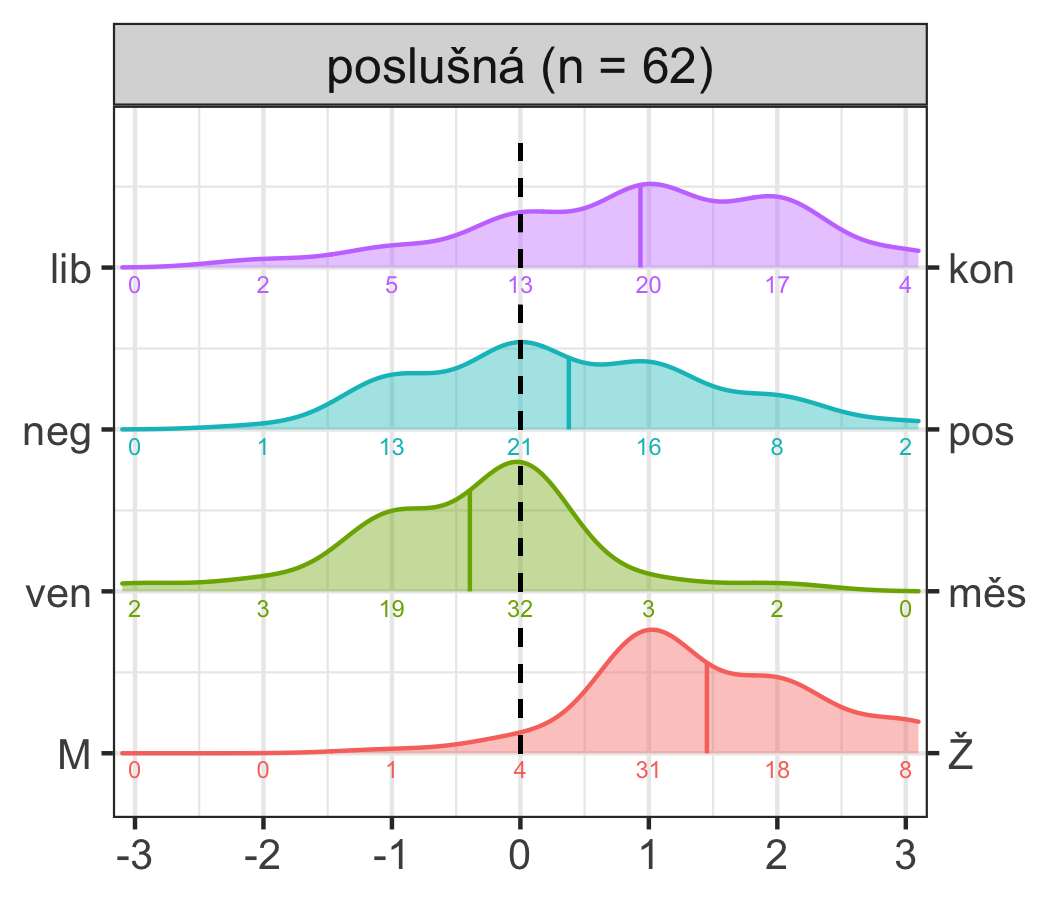 poslušná (n = 62)
lib kon
0 2 5 13 20 17 4
neg pos
0 1 13 21 16 8 2
ven měs
2 3 19 32 3 2 0
M Ž
0 0 1 4 31 18 8
-3 -2 -1 0 1 2 3